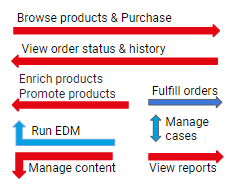 Browse products & Purchase
View order status & history
Enrich products
Promote products
Fulfill orders
Run EDM
Manage
cases
Manage content
View reports